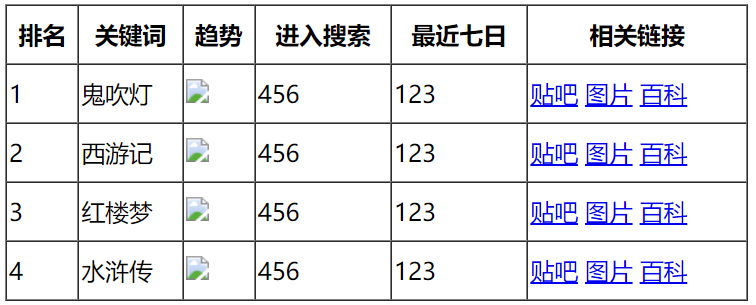 排名 关键词 趋势 进入搜索 最近七日 相关链接
1 鬼吹灯 456 123 贴吧 图片 百科
2 西游记 456 123 贴吧 图片 百科
3 红楼梦 456 123 贴吧 图片 百科
4 水浒传 456 123 贴吧 图片 百科